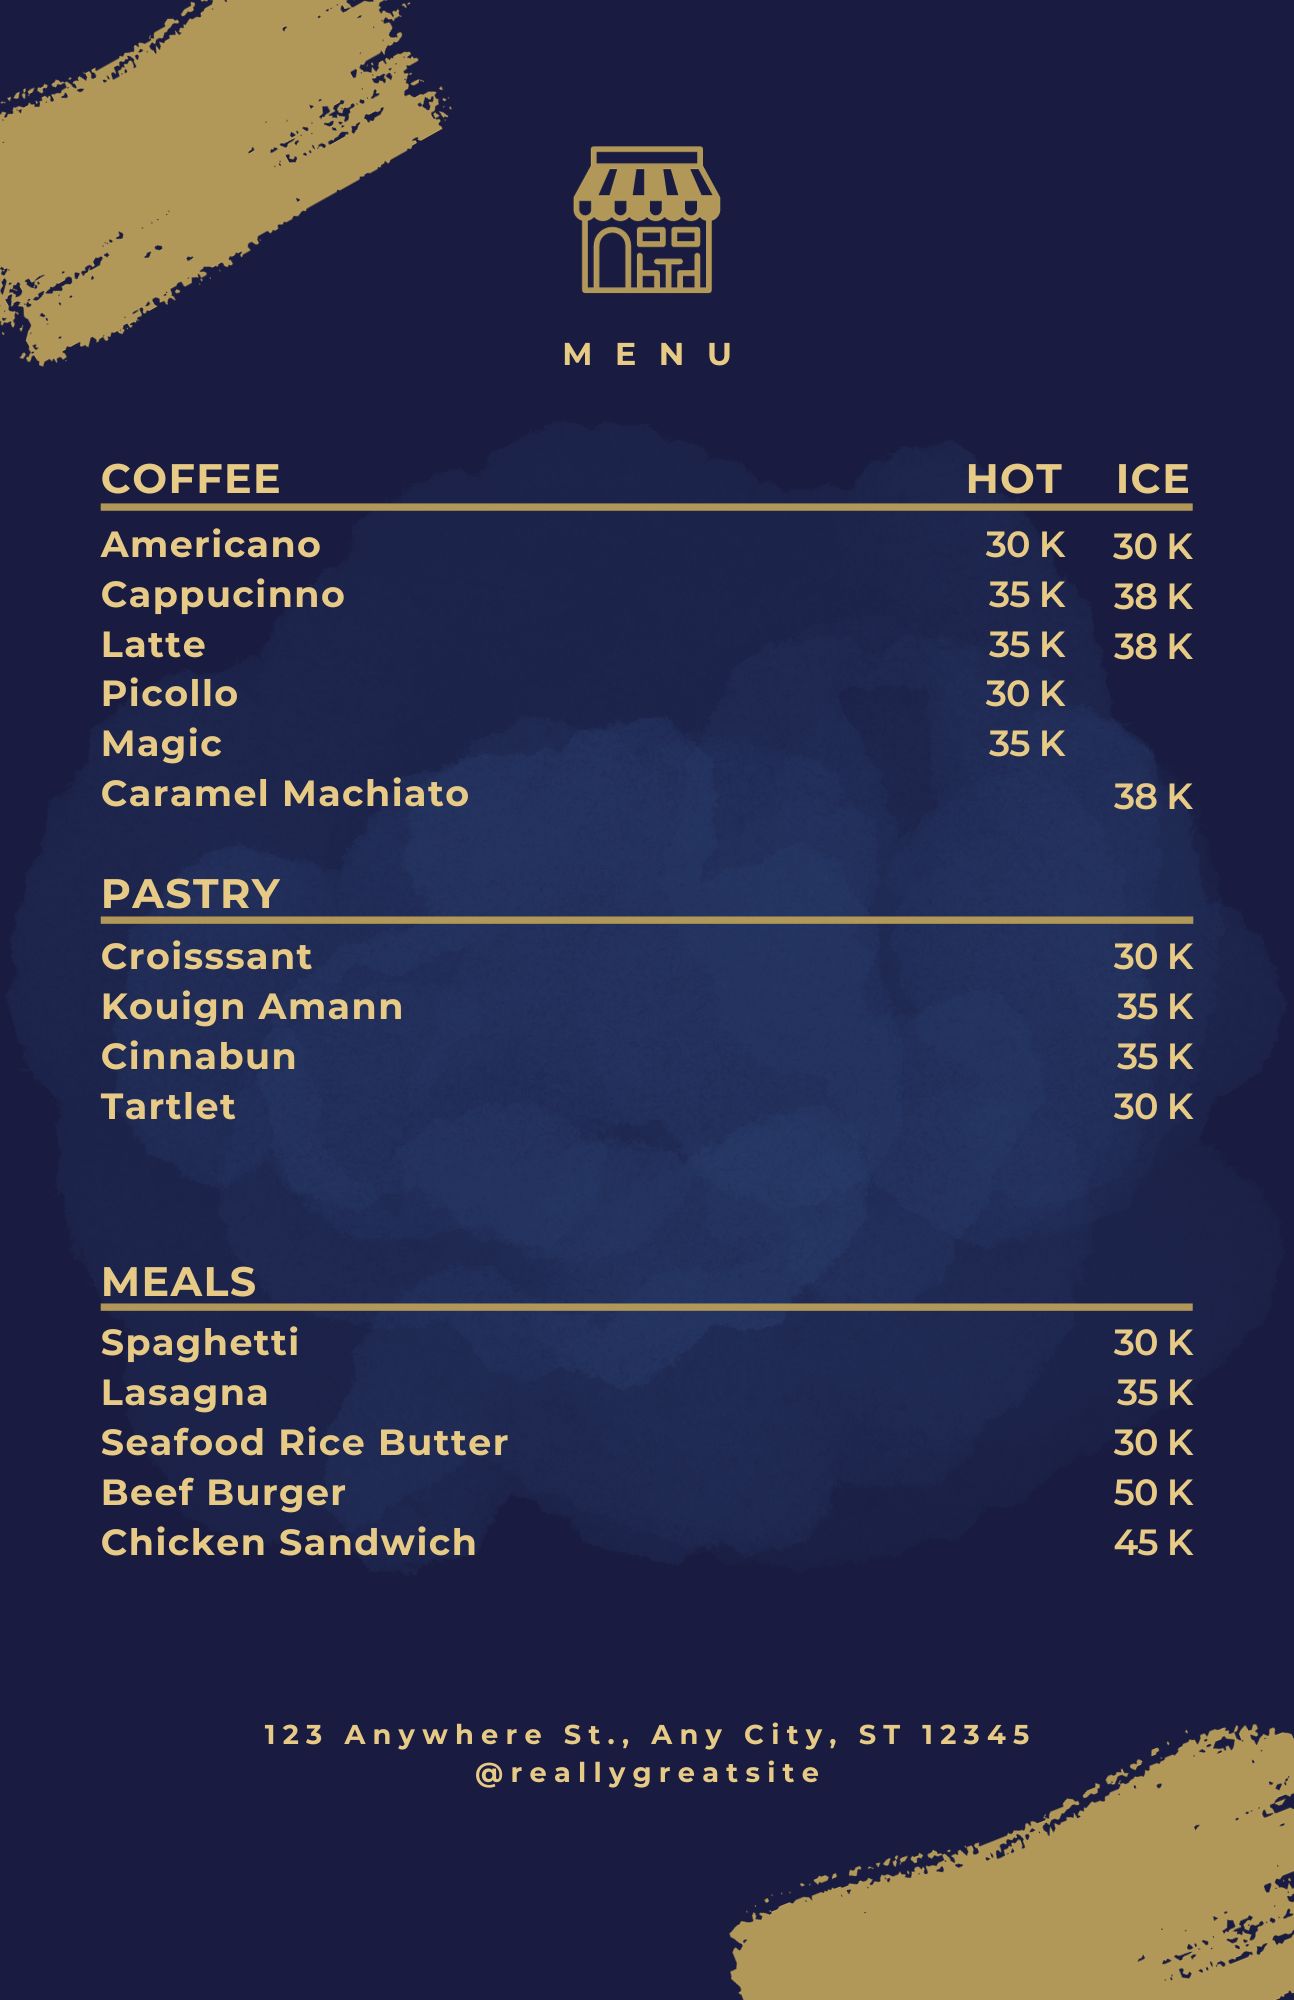 MENU
COFFEE HOT ICE
Americano 30 K 30 K
Cappucinno 35 K 38 K
Latte 35 K 38 K
Picollo 30 K
Magic 35 K
Caramel Machiato 38 K
PASTRY
Croisssant 30 K
Kouign Amann 35 K
Cinnabun 35 K
Tartlet 30 K
MEALS
Spaghetti 30 K
Lasagna 35 K
Seafood Rice Butter 30 K
Beef Burger 50 K
Chicken Sandwich 45 K
123 Anywhere St., Any City, ST 12345
@reallygreatsite